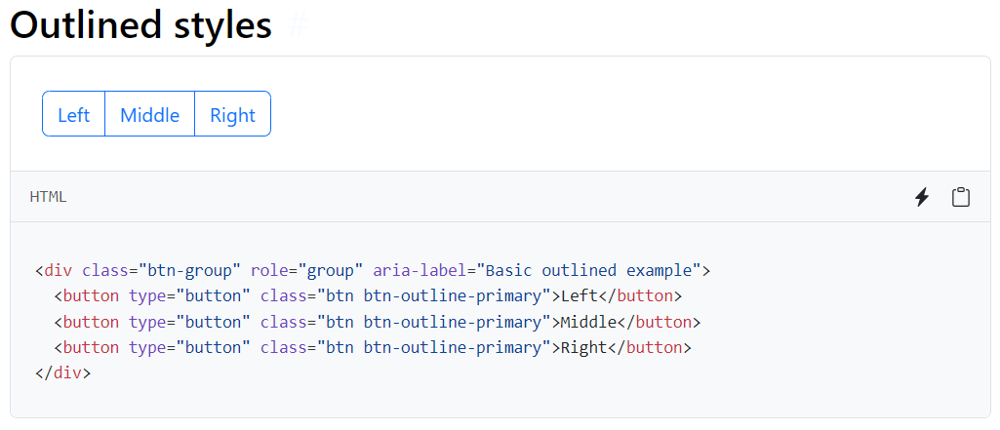 Outlined styles #
Left Middle Right
HTML
<div class="btn-group" role="group" aria-label="Basic outlined example">
  <button type="button" class="btn btn-outline-primary">Left</button>
  <button type="button" class="btn btn-outline-primary">Middle</button>
  <button type="button" class="btn btn-outline-primary">Right</button>
</div>